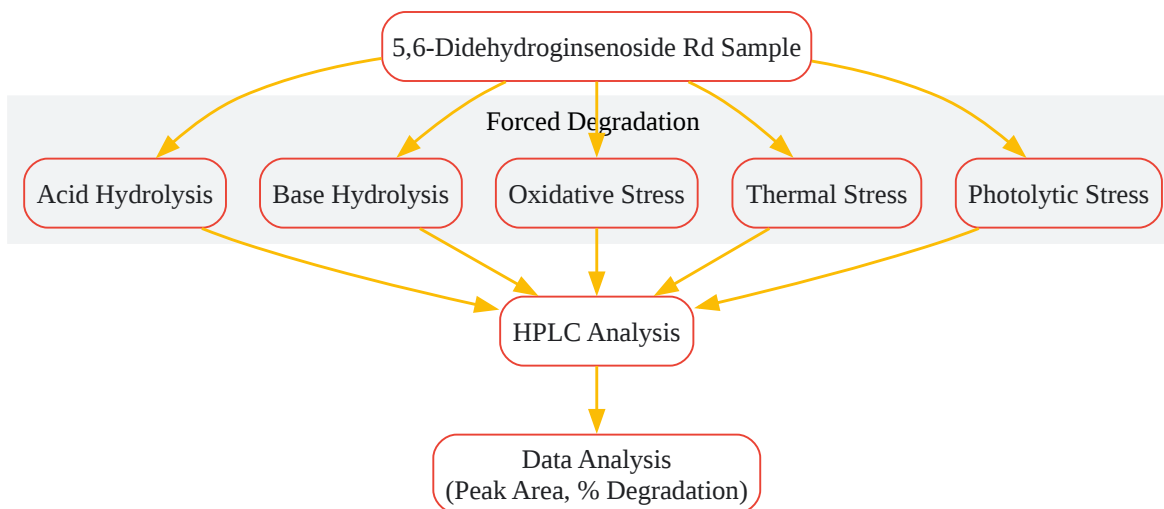 5,6-Didehydroginsenoside Rd Sample
Forced Degradation
Acid Hydrolysis
Base Hydrolysis
Oxidative Stress
Thermal Stress
Photolytic Stress
HPLC Analysis
Data Analysis
(Peak Area, % Degradation)